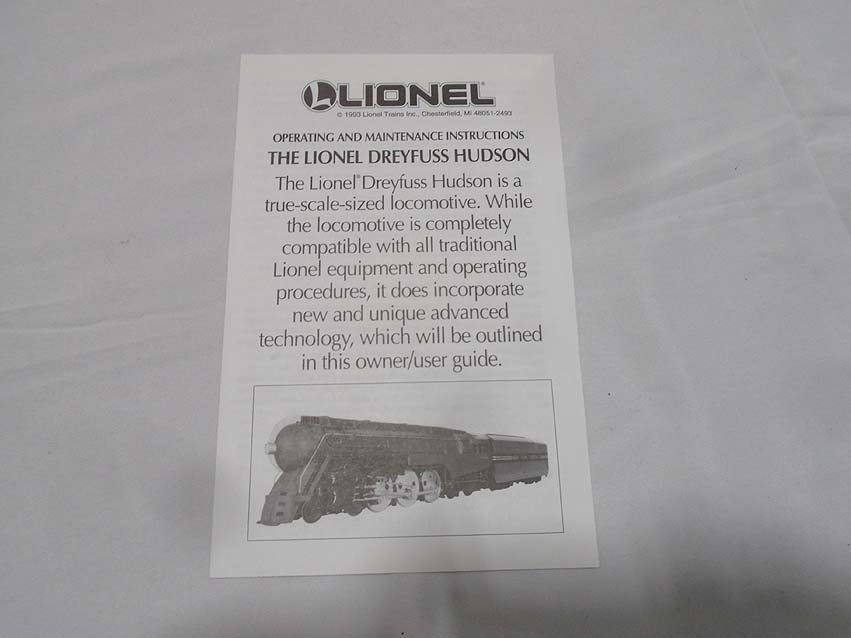 LIONEL®
© 1993 Lionel Trains Inc., Chesterfield, MI 48051-2493
OPERATING AND MAINTENANCE INSTRUCTIONS
THE LIONEL DREYFUSS HUDSON
The Lionel® Dreyfuss Hudson is a
true-scale-sized locomotive. While
the locomotive is completely
compatible with all traditional
Lionel equipment and operating
procedures, it does incorporate
new and unique advanced
technology, which will be outlined
in this owner/user guide.